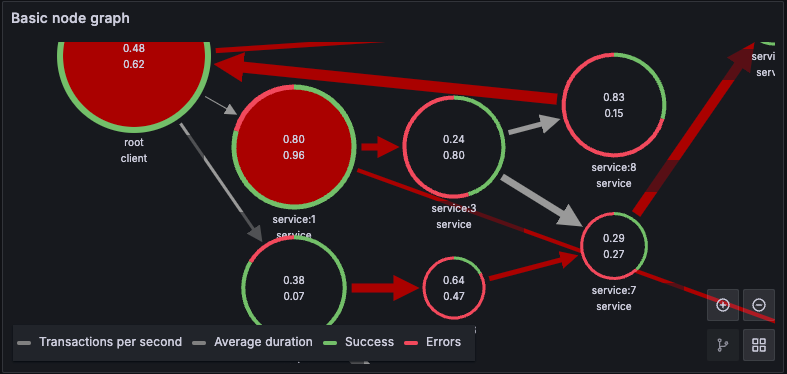 Basic node graph
0.48
0.62
root
client
0.80
0.96
service:1
service
0.24
0.80
service:3
service
0.83
0.15
service:8
service
0.29
0.27
service:7
service
0.38
0.07
0.64
0.47
servi
serv
Transactions per second
Average duration
Success
Errors